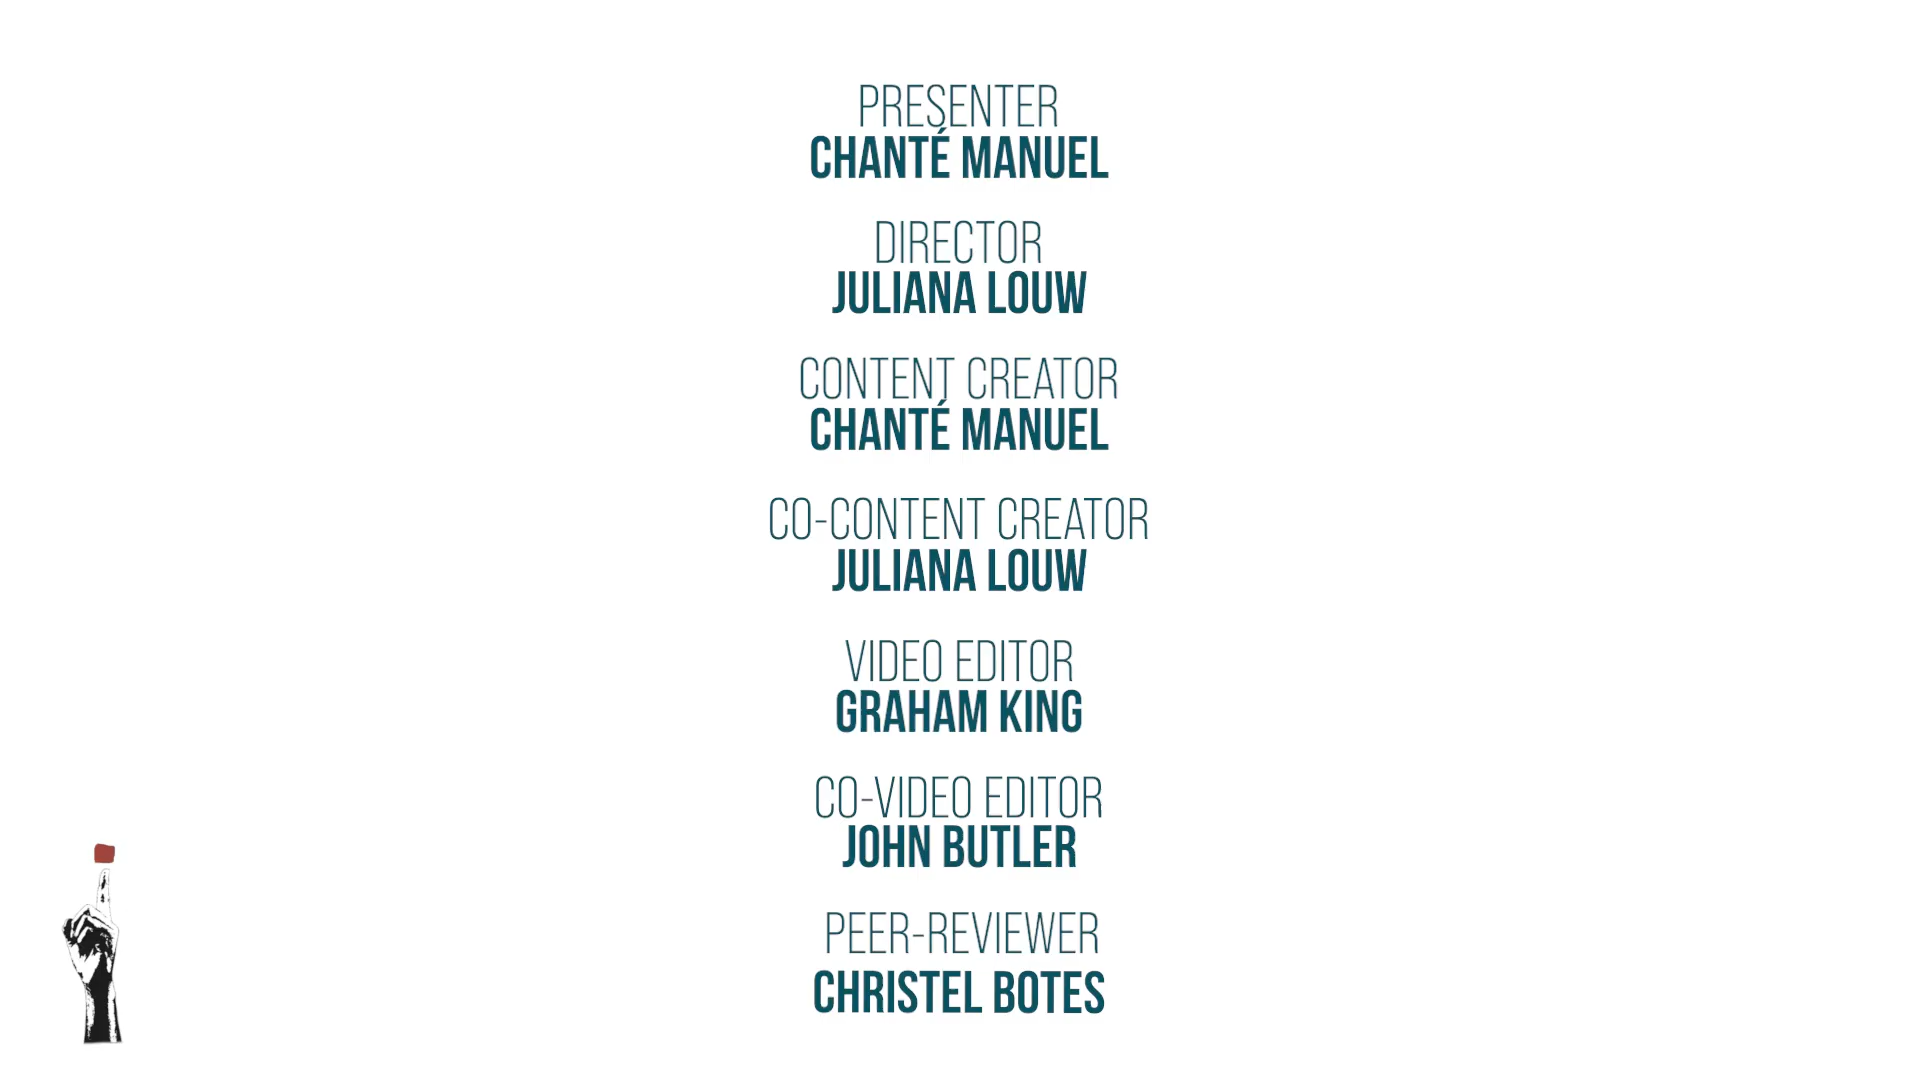 PRESENTER
CHANTÉ MANUEL
DIRECTOR
JULIANA LOUW
CONTENT CREATOR
CHANTÉ MANUEL
CO-CONTENT CREATOR
JULIANA LOUW
VIDEO EDITOR
GRAHAM KING
CO-VIDEO EDITOR
JOHN BUTLER
PEER-REVIEWER
CHRISTEL BOTES